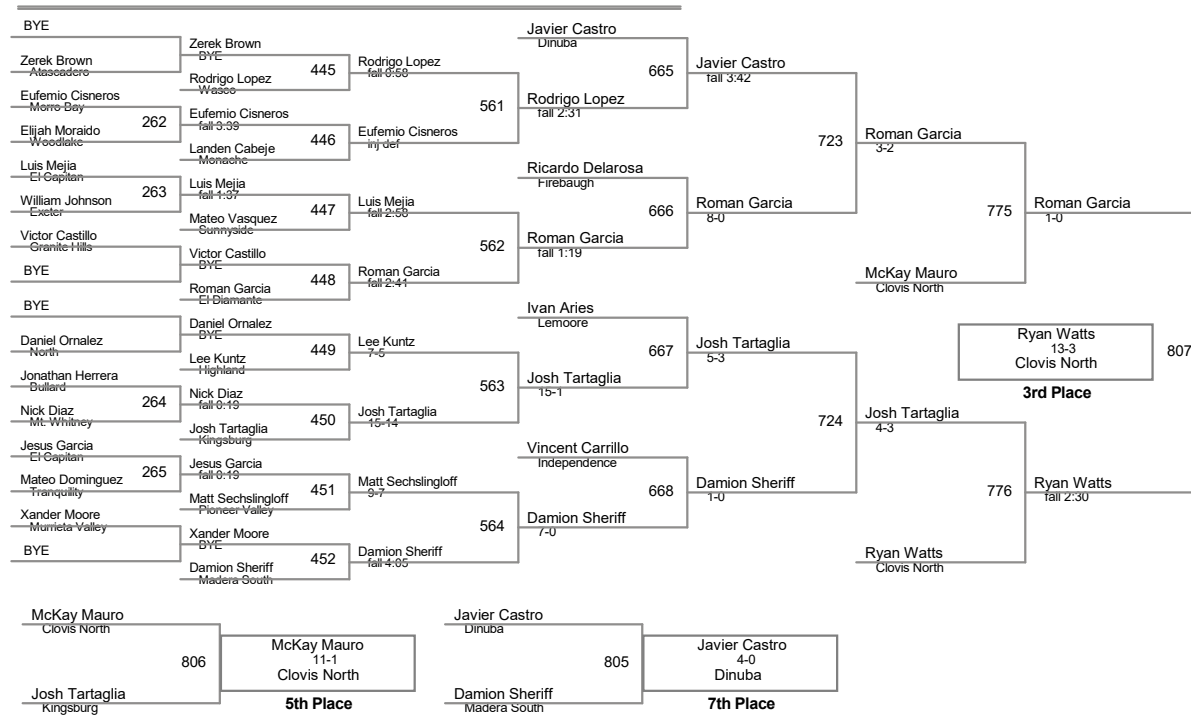 BYE
Zerek Brown
Atascadero
Eufemio Cisneros
Morro Bay
262
Elijah Moraido
Woodlake
Luis Mejia
El Capitan
263
William Johnson
Exeter
Victor Castillo
Granite Hills
BYE
BYE
Daniel Ornalez
North
Jonathan Herrera
Bullard
264
Nick Diaz
Mt. Whitney
Jesus Garcia
El Capitan
265
Mateo Dominguez
Tranquility
Xander Moore
Murrieta Valley
BYE
Zerek Brown
BYE
445
Rodrigo Lopez
Wasco
Eufemio Cisneros
fall 3:39
446
Landen Cabeje
Monache
Luis Mejia
fall 1:37
447
Mateo Vasquez
Sunnyside
Victor Castillo
BYE
448
Roman Garcia
El Diamante
Daniel Ornalez
BYE
449
Lee Kuntz
Highland
Nick Diaz
fall 0:19
450
Josh Tartaglia
Kingsburg
Jesus Garcia
fall 0:19
451
Matt Sechslingloff
Pioneer Valley
Xander Moore
BYE
452
Damion Sheriff
Madera South
Rodrigo Lopez
fall 0:58
561
Eufemio Cisneros
inj def
Luis Mejia
fall 2:58
562
Roman Garcia
fall 2:41
Lee Kuntz
7-5
563
Josh Tartaglia
15-14
Matt Sechslingloff
9-7
564
Damion Sheriff
fall 4:05
Javier Castro
Dinuba
665
Rodrigo Lopez
fall 2:31
Ricardo Delarosa
Firebaugh
666
Roman Garcia
fall 1:19
Ivan Aries
Lemoore
667
Josh Tartaglia
15-1
Vincent Carrillo
Independence
668
Damion Sheriff
7-0
Javier Castro
fall 3:42
723
Roman Garcia
8-0
Josh Tartaglia
5-3
724
Damion Sheriff
1-0
Roman Garcia
3-2
775
McKay Mauro
Clovis North
Josh Tartaglia
4-3
776
Ryan Watts
Clovis North
Roman Garcia
1-0
Ryan Watts
13-3
Clovis North
807
3rd Place
Ryan Watts
fall 2:30
McKay Mauro
Clovis North
806
Josh Tartaglia
Kingsburg
McKay Mauro
11-1
Clovis North
5th Place
Javier Castro
Dinuba
805
Damion Sheriff
Madera South
Javier Castro
4-0
Dinuba
7th Place